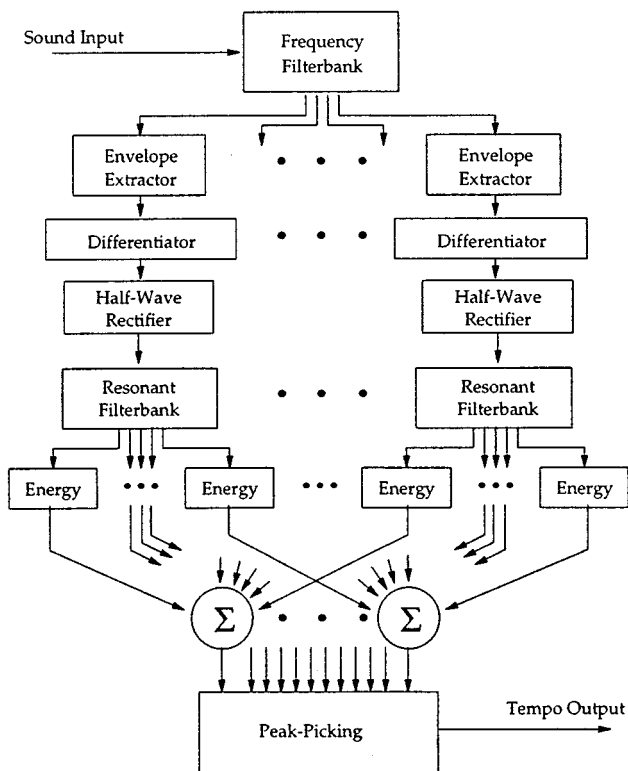 Sound Input
Frequency
Filterbank
Envelope
Extractor
Envelope
Extractor
Differentiator
Differentiator
Half-Wave
Rectifier
Half-Wave
Rectifier
Resonant
Filterbank
Resonant
Filterbank
Energy
Energy
Energy
Energy
Σ
Σ
Peak-Picking
Tempo Output